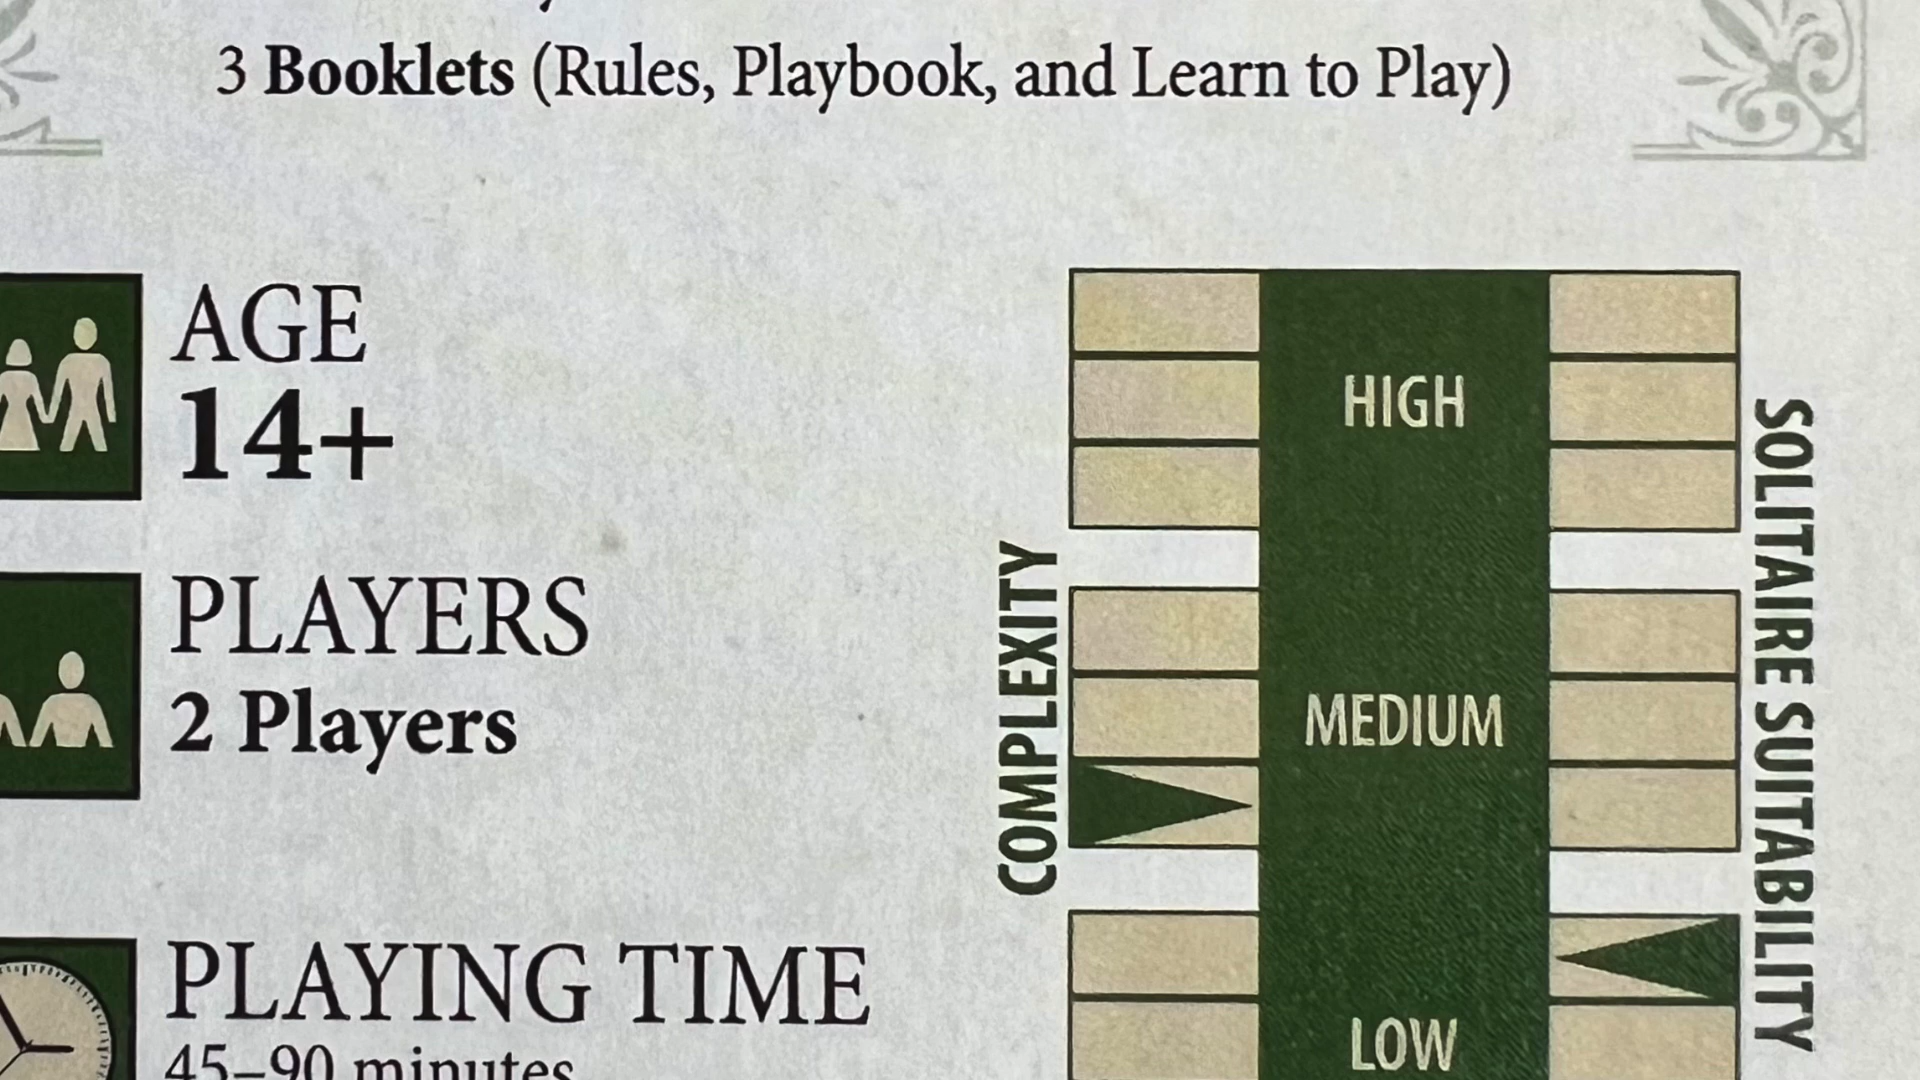 3 Booklets (Rules, Playbook, and Learn to Play)
AGE
14+
PLAYERS
2 Players
PLAYING TIME
45–90 minutes
COMPLEXITY
HIGH
MEDIUM
LOW
SOLITAIRE SUITABILITY